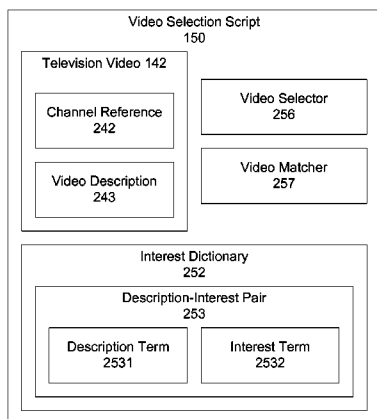 Video Selection Script
150
Television Video 142
Channel Reference
242
Video Description
243
Video Selector
256
Video Matcher
257
Interest Dictionary
252
Description-Interest Pair
253
Description Term
2531
Interest Term
2532